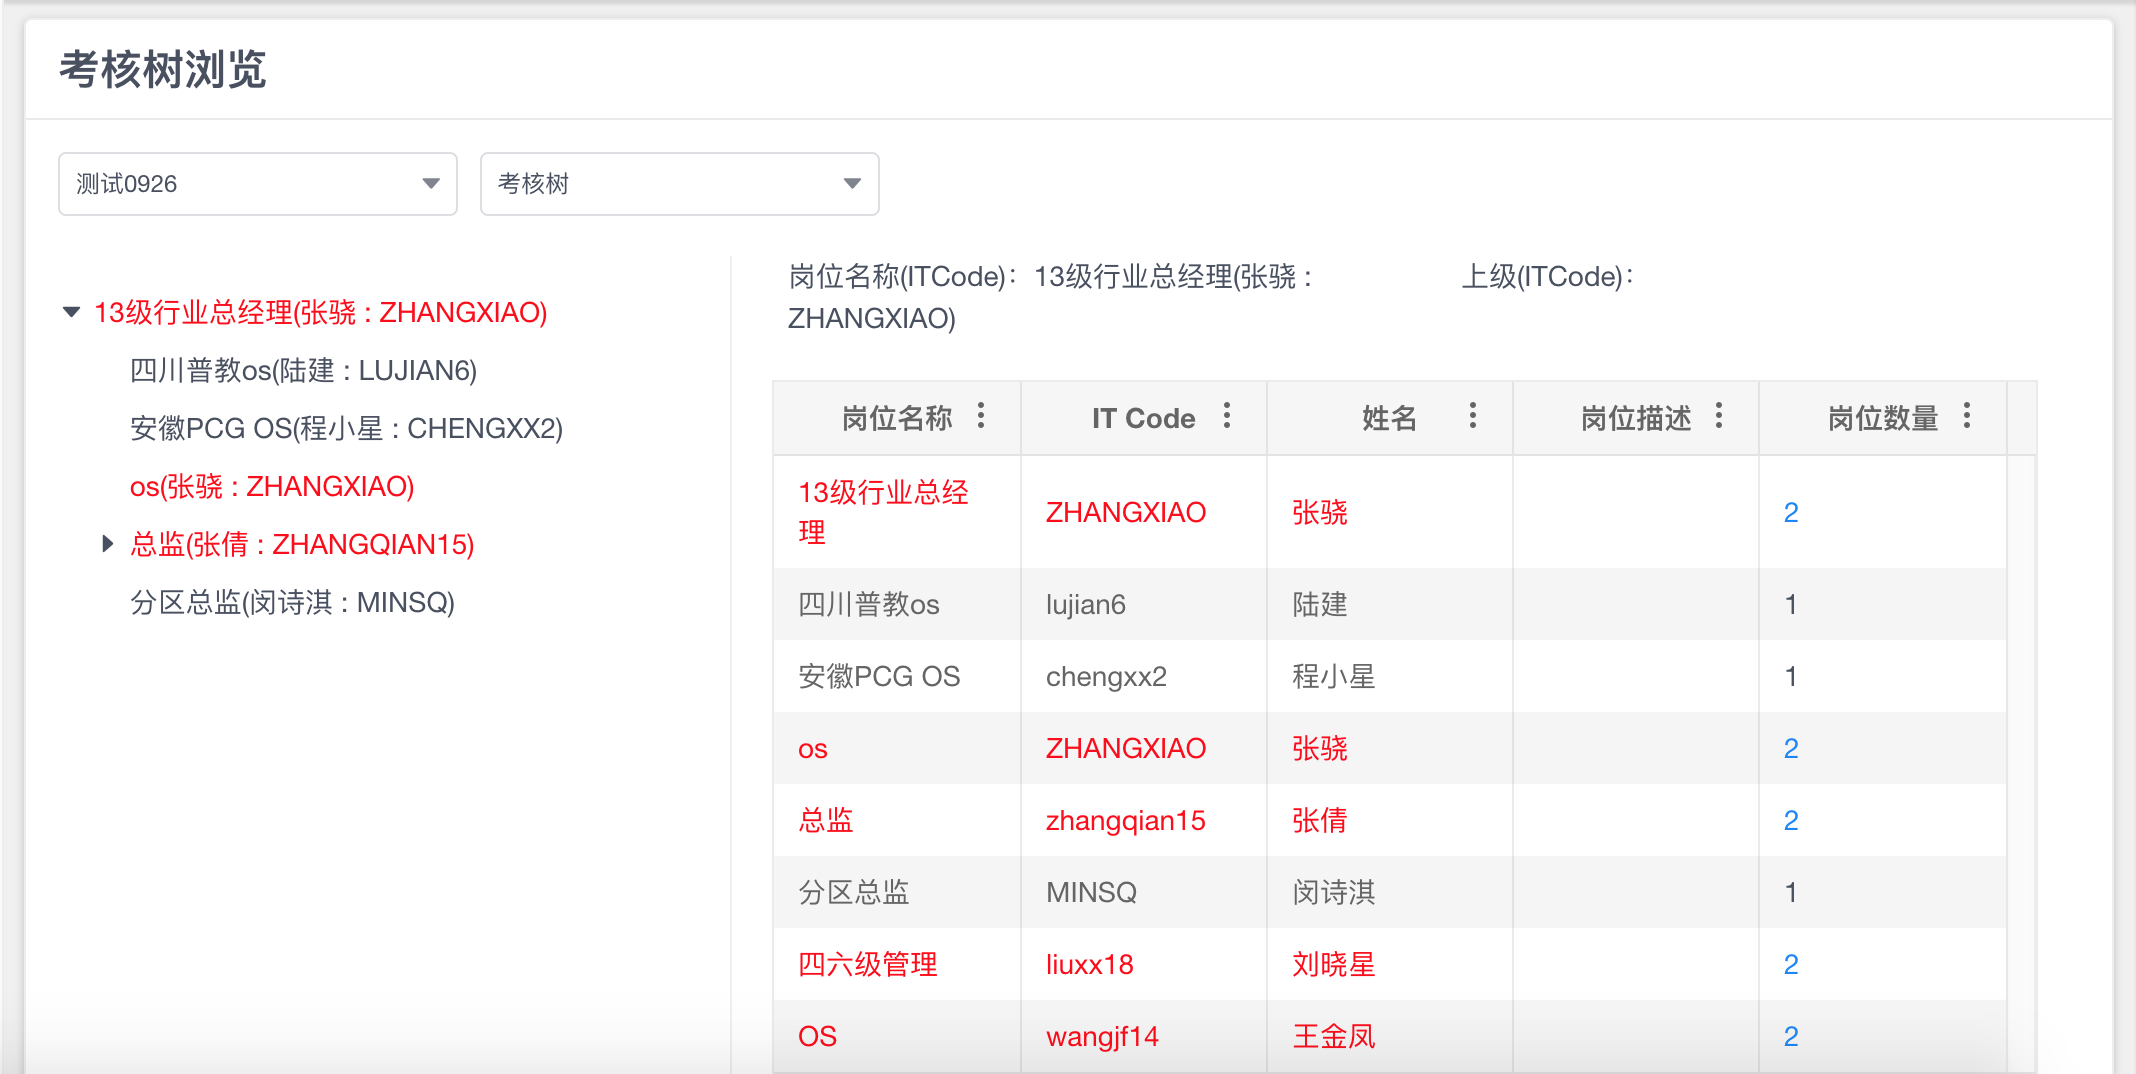 考核树浏览
测试0926
考核树
13级行业总经理(张骁 : ZHANGXIAO)
四川普教os(陆建 : LUJIAN6)
安徽PCG OS(程小星 : CHENGXX2)
os(张骁 : ZHANGXIAO)
总监(张倩 : ZHANGQIAN15)
分区总监(闵诗淇 : MINSQ)
岗位名称(ITCode)：13级行业总经理(张骁 :
ZHANGXIAO)
上级(ITCode)：
岗位名称 IT Code 姓名 岗位描述 岗位数量
13级行业总经
理
ZHANGXIAO 张骁 2
四川普教os lujian6 陆建 1
安徽PCG OS chengxx2 程小星 1
os ZHANGXIAO 张骁 2
总监 zhangqian15 张倩 2
分区总监 MINSQ 闵诗淇 1
四六级管理 liuxx18 刘晓星 2
OS wangjf14 王金凤 2